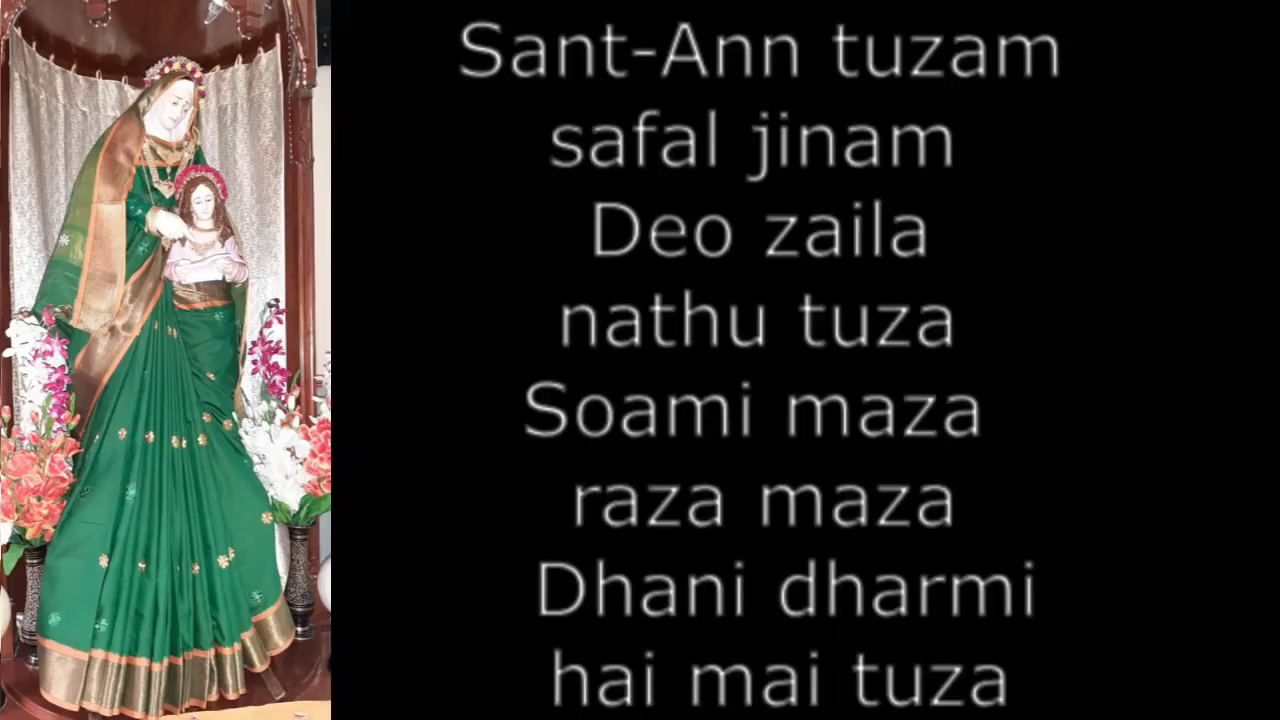 Sant-Ann tuzam
safal jinam
Deo zaila
nathu tuza
Soami maza
raza maza
Dhani dharmi
hai mai tuza